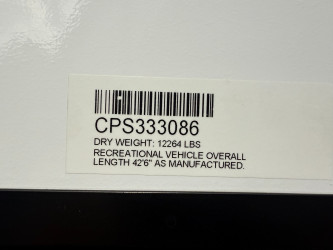 CPS333086
DRY WEIGHT: 12264 LBS
RECREATIONAL VEHICLE OVERALL
LENGTH 42'6" AS MANUFACTURED.